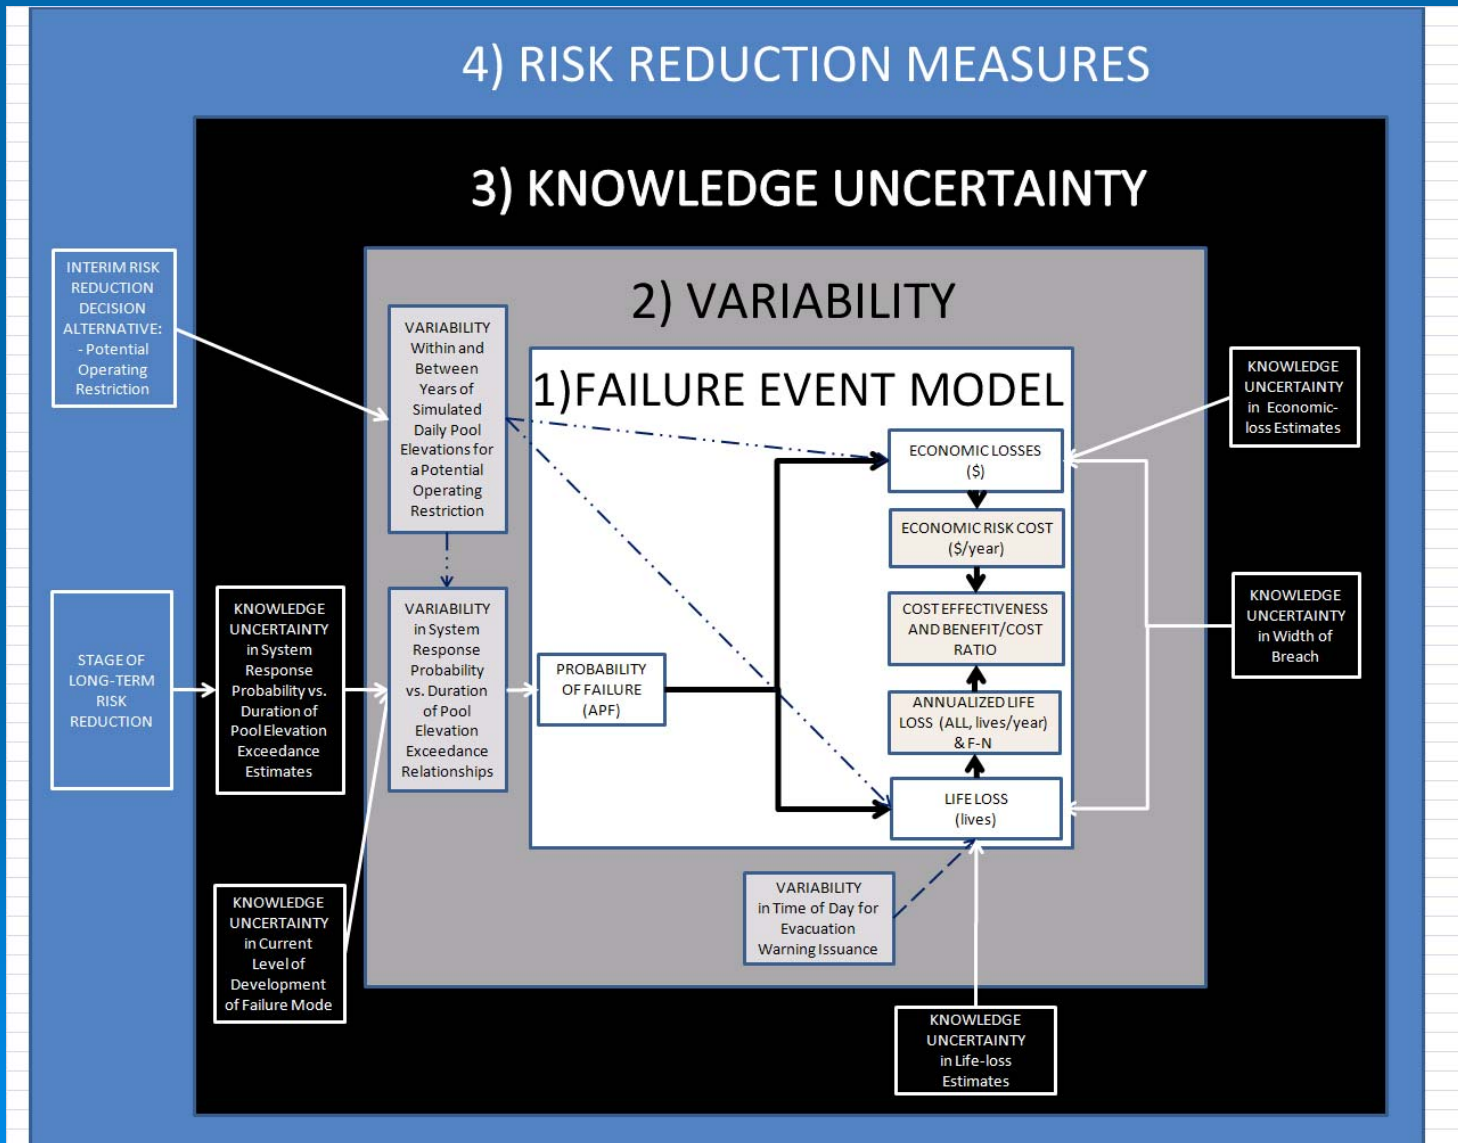 4) RISK REDUCTION MEASURES
3) KNOWLEDGE UNCERTAINTY
2) VARIABILITY
1)FAILURE EVENT MODEL
INTERIM RISK
REDUCTION
DECISION
ALTERNATIVE:
- Potential
Operating
Restriction
VARIABILITY
Within and
Between
Years of
Simulated
Daily Pool
Elevations for
a Potential
Operating
Restriction
ECONOMIC LOSSES
($)
ECONOMIC RISK COST
($/year)
COST EFFECTIVENESS
AND BENEFIT/COST
RATIO
ANNUALIZED LIFE
LOSS (ALL, lives/year)
& F-N
LIFE LOSS
(lives)
KNOWLEDGE
UNCERTAINTY
in Economic-
loss Estimates
KNOWLEDGE
UNCERTAINTY
in Width of
Breach
STAGE OF
LONG-TERM
RISK
REDUCTION
KNOWLEDGE
UNCERTAINTY
in System
Response
Probability vs.
Duration of
Pool Elevation
Exceedance
Estimates
VARIABILITY
in System
Response
Probability
vs. Duration
of Pool
Elevation
Exceedance
Relationships
PROBABILITY
OF FAILURE
(APF)
KNOWLEDGE
UNCERTAINTY
in Current
Level of
Development
of Failure Mode
VARIABILITY
in Time of Day for
Evacuation
Warning Issuance
KNOWLEDGE
UNCERTAINTY
in Life-loss
Estimates